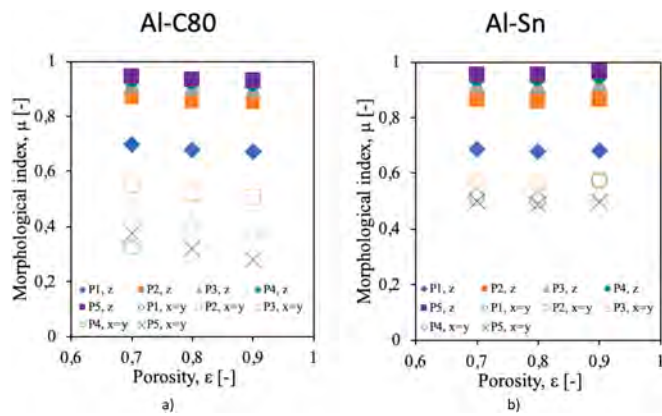 Al-C80
Al-Sn
Morphological index, μ [-]
1
0,8
0,6
0,4
0,2
0
P1, z P2, z P3, z P4, z
P5, z P1, x=y P2, x=y P3, x=y
P4, x=y P5, x=y
0,6 0,7 0,8 0,9 1
Porosity, ε [-]
a)
Morphological index, μ [-]
1
0,8
0,6
0,4
0,2
0
P1, z P2, z P3, z P4, z
P5, z P1, x=y P2, x=y P3, x=y
P4, x=y P5, x=y
0,6 0,7 0,8 0,9 1
Porosity, ε [-]
b)